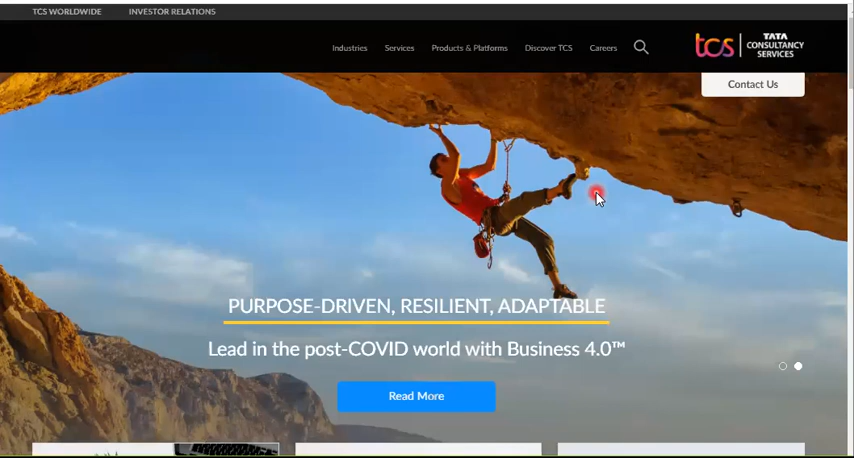 TCS WORLDWIDE INVESTOR RELATIONS
Industries Services Products & Platforms Discover TCS Careers
tcs TATA
CONSULTANCY
SERVICES
Contact Us
PURPOSE-DRIVEN, RESILIENT, ADAPTABLE
Lead in the post-COVID world with Business 4.0™
Read More